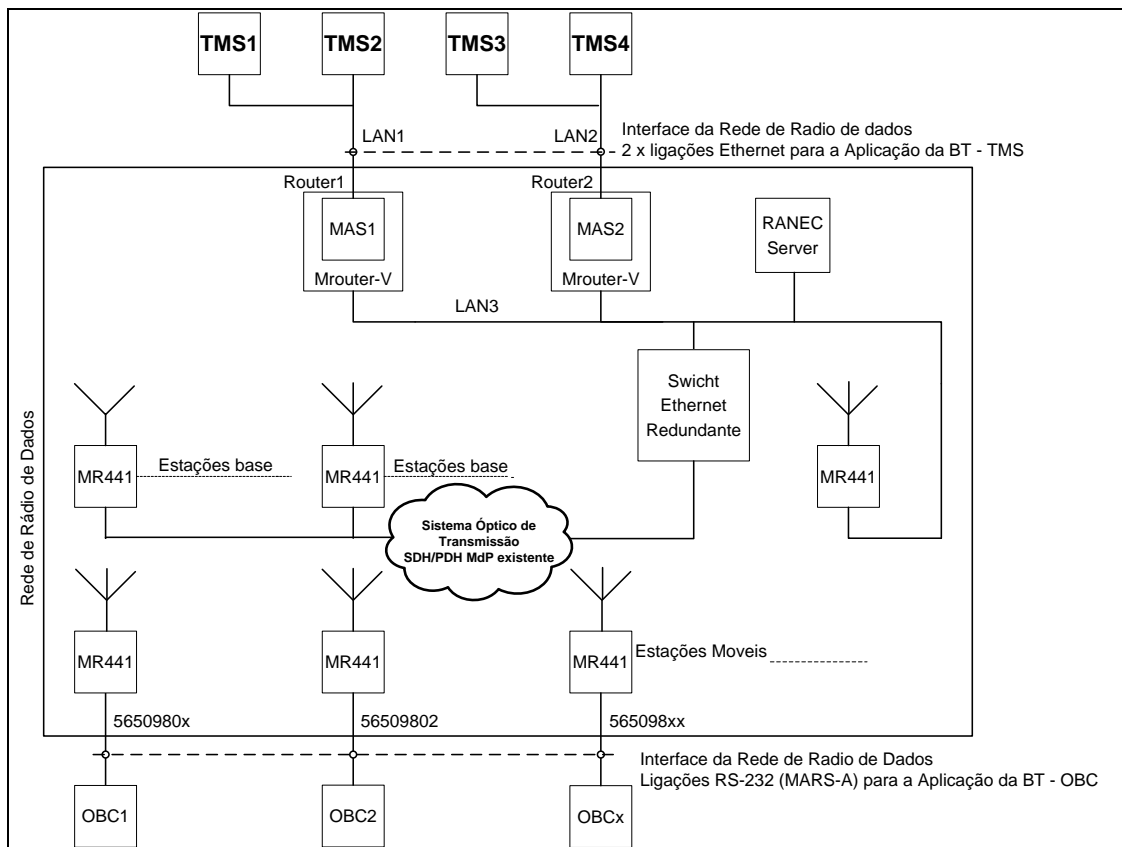 TMS1
TMS2
TMS3
TMS4
LAN1
LAN2
Interface da Rede de Radio de dados
2 x ligações Ethernet para a Aplicação da BT - TMS
Router1
Router2
MAS1
MAS2
RANEC
Server
Mrouter-V
Mrouter-V
LAN3
Swicht
Ethernet
Redundante
Rede de Rádio de Dados
MR441
Estações base
MR441
Estações base
MR441
Sistema Óptico de
Transmissão
SDH/PDH MdP existente
MR441
MR441
MR441
Estações Moveis
5650980x
56509802
565098xx
Interface da Rede de Radio de Dados
Ligações RS-232 (MARS-A) para a Aplicação da BT - OBC
OBC1
OBC2
OBCx